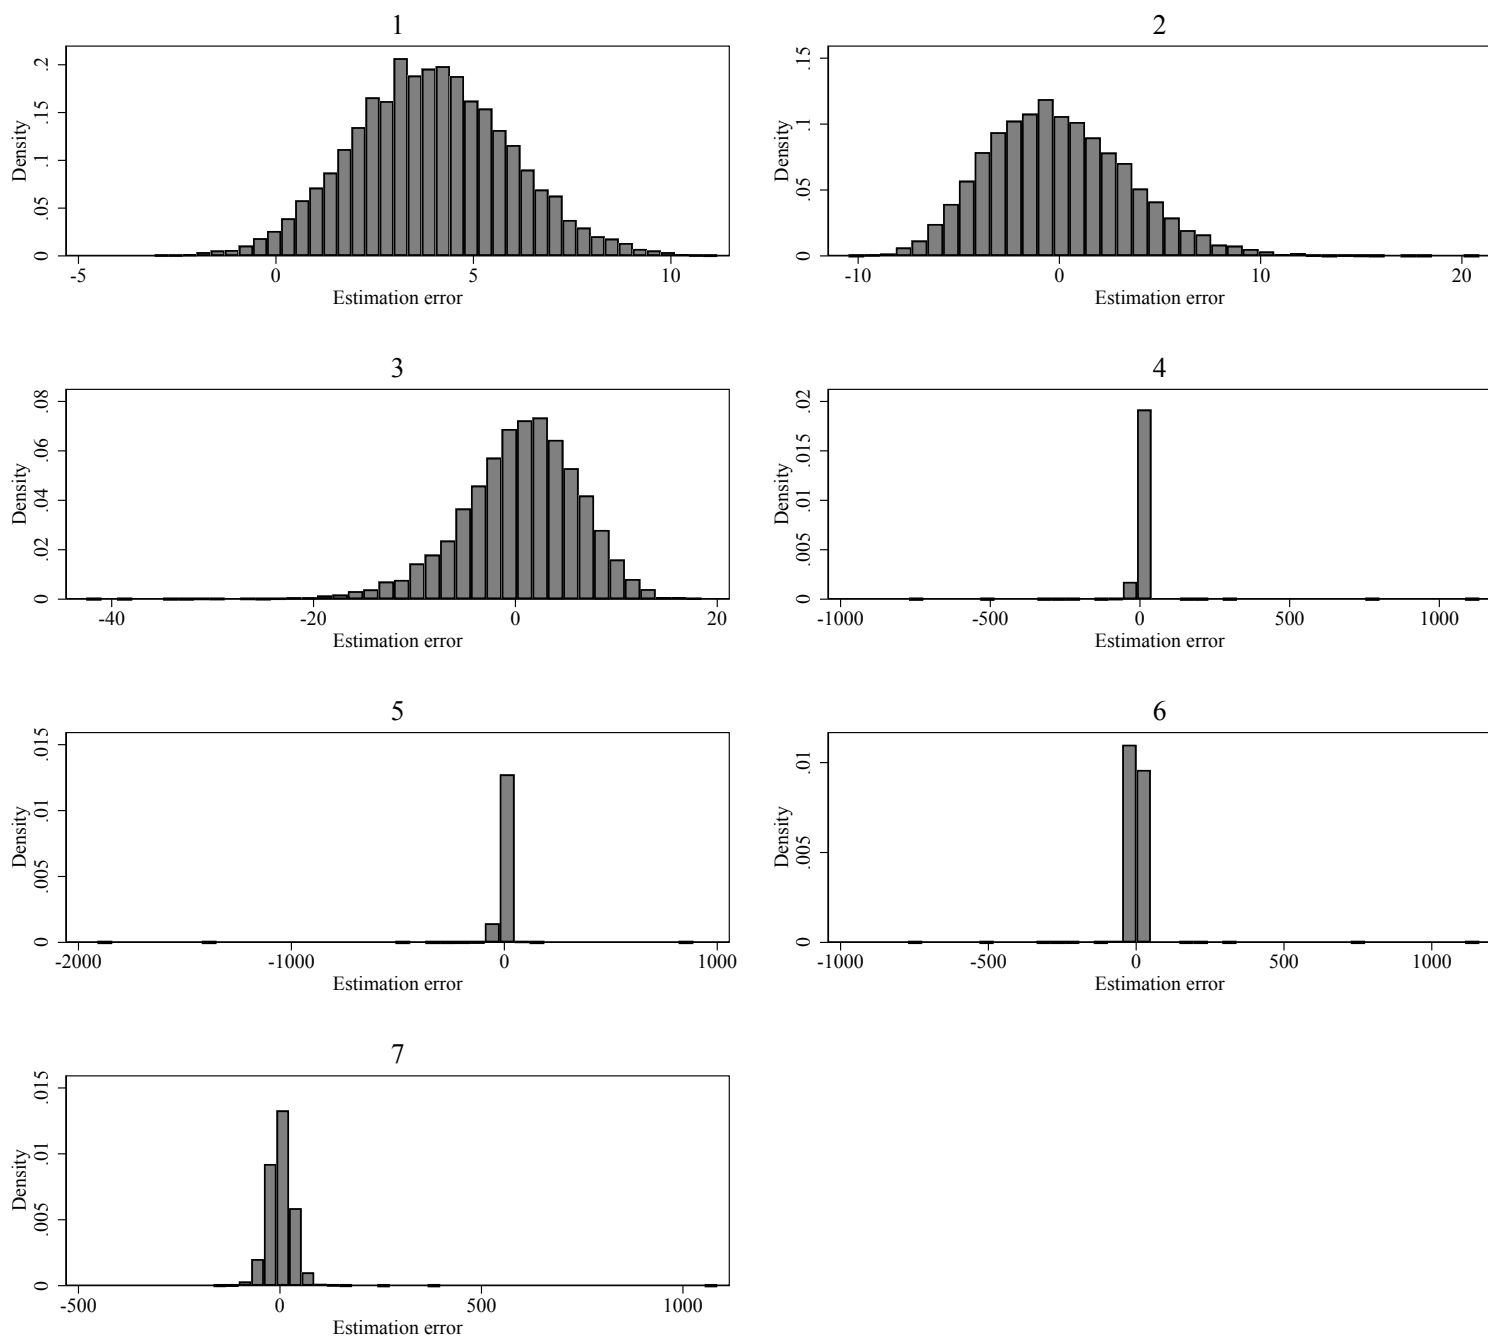 1
Density
0 .05 .1 .15 .2
-5 0 5 10
Estimation error
2
Density
0 .05 .1 .15
-10 0 10 20
Estimation error
3
Density
0 .02 .04 .06 .08
-40 -20 0 20
Estimation error
4
Density
0 .005 .01 .015 .02
-1000 -500 0 500 1000
Estimation error
5
Density
0 .005 .01 .015
-2000 -1000 0 1000
Estimation error
6
Density
0 .005 .01
-1000 -500 0 500 1000
Estimation error
7
Density
0 .005 .01 .015
-500 0 500 1000
Estimation error